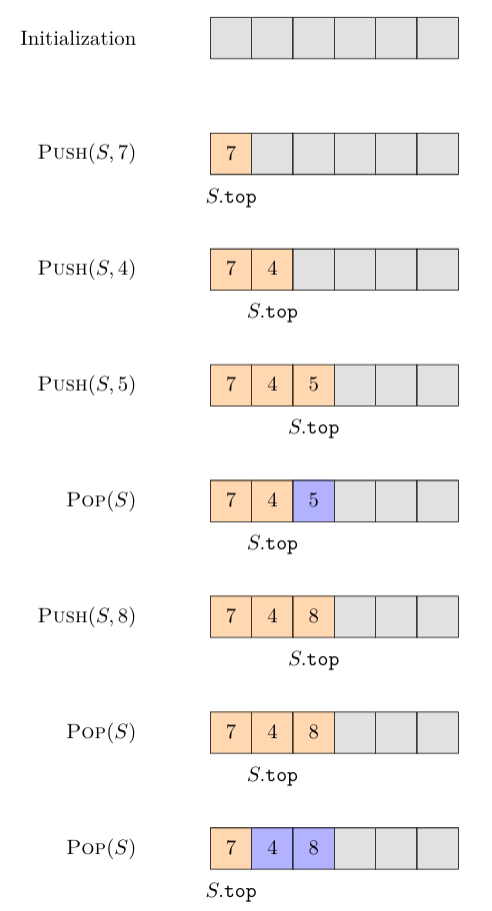 Initialization
PUSH(S, 7)
7
S.top
PUSH(S, 4)
7 4
S.top
PUSH(S, 5)
7 4 5
S.top
POP(S)
7 4 5
S.top
PUSH(S, 8)
7 4 8
S.top
POP(S)
7 4 8
S.top
POP(S)
7 4 8
S.top